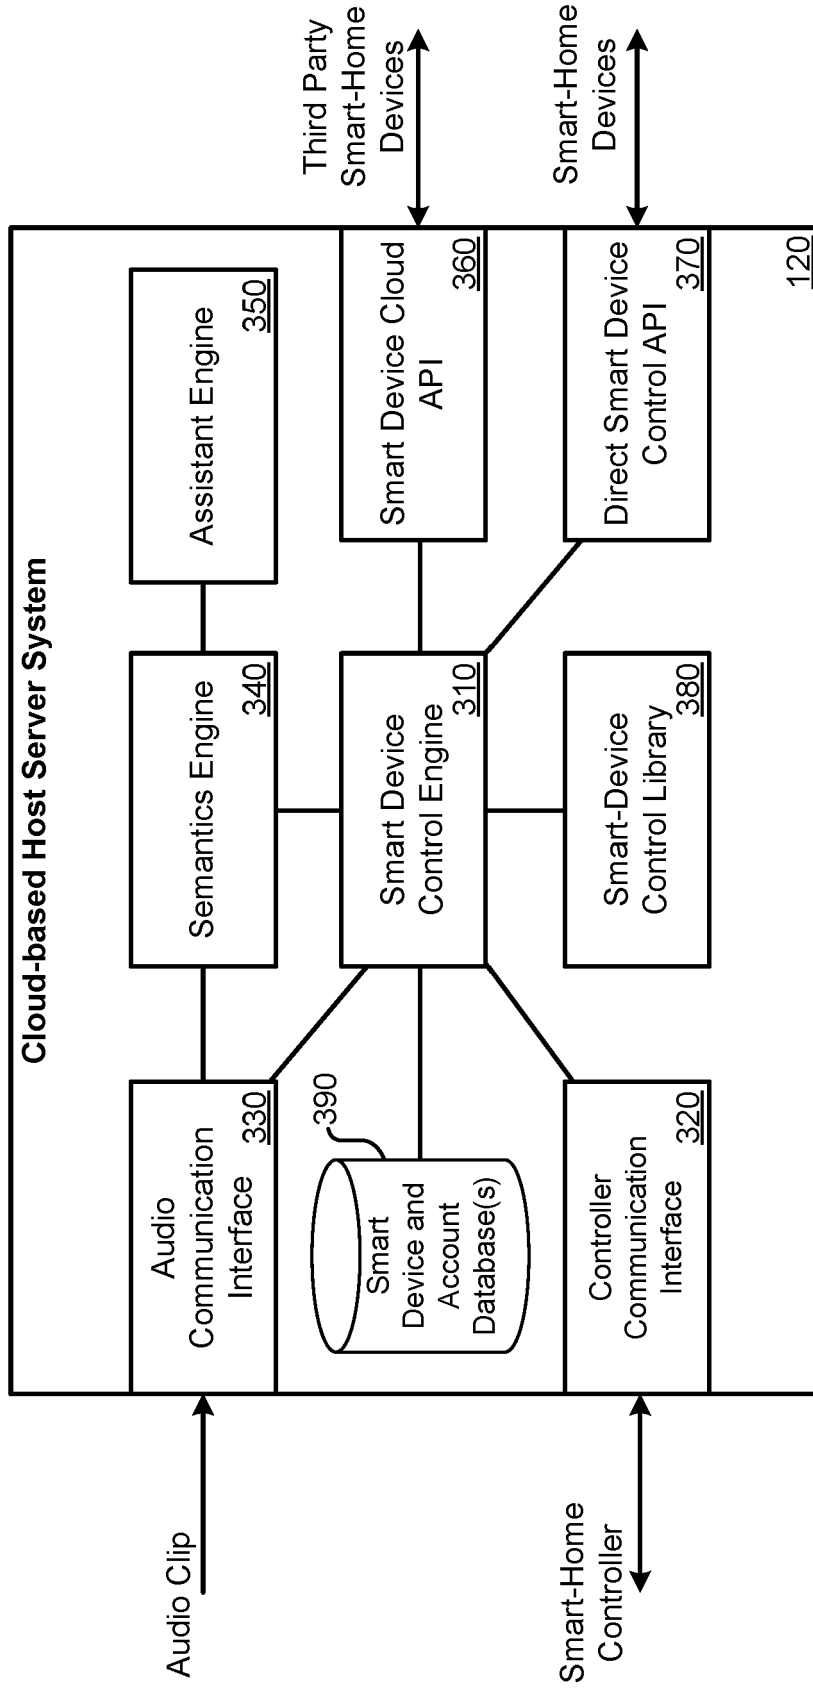 Cloud-based Host Server System
Audio Clip
Audio
Communication
Interface
330
Semantics Engine
340
Assistant Engine
350
390
Smart
Device and
Account
Database(s)
Smart Device
Control Engine
310
Smart Device Cloud
API
360
Third Party
Smart-Home
Devices
Smart-Home
Controller
Controller
Communication
Interface
320
Smart-Device
Control Library
380
Direct Smart Device
Control API
370
Smart-Home
Devices
120